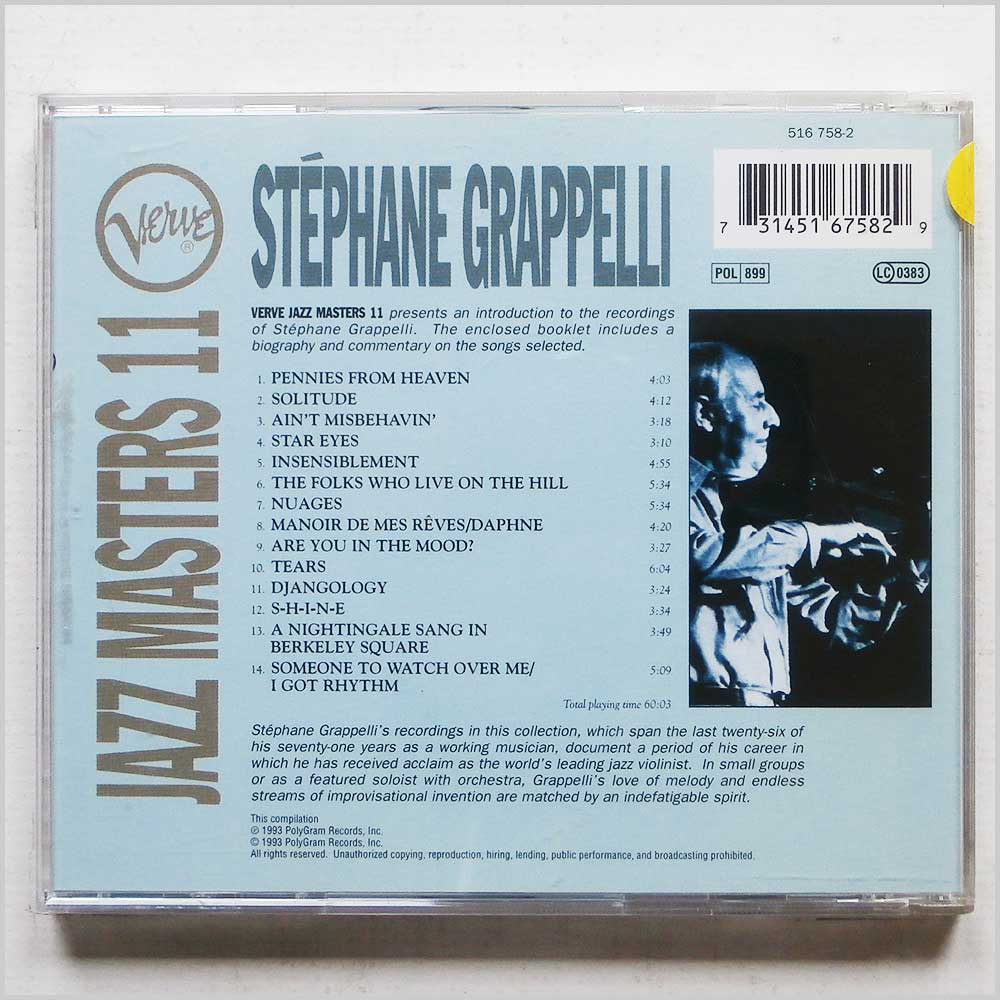 516 758-2
7 31451 67582 9
POL 899
LC 0383
VERVE ®
JAZZ MASTERS 11
STÉPHANE GRAPPELLI
VERVE JAZZ MASTERS 11 presents an introduction to the recordings
of Stéphane Grappelli. The enclosed booklet includes a
biography and commentary on the songs selected.
1. PENNIES FROM HEAVEN 4:03
2. SOLITUDE 4:12
3. AIN'T MISBEHAVIN' 3:18
4. STAR EYES 3:10
5. INSENSIBLEMENT 4:55
6. THE FOLKS WHO LIVE ON THE HILL 5:34
7. NUAGES 5:34
8. MANOIR DE MES RÊVES/DAPHNE 4:20
9. ARE YOU IN THE MOOD? 3:27
10. TEARS 6:04
11. DJANGOLOGY 3:24
12. S-H-I-N-E 3:34
13. A NIGHTINGALE SANG IN 3:49
BERKELEY SQUARE
14. SOMEONE TO WATCH OVER ME/ 5:09
I GOT RHYTHM
Total playing time 60:03
Stéphane Grappelli's recordings in this collection, which span the last twenty-six of
his seventy-one years as a working musician, document a period of his career in
which he has received acclaim as the world's leading jazz violinist. In small groups
or as a featured soloist with orchestra, Grappelli's love of melody and endless
streams of improvisational invention are matched by an indefatigable spirit.
This compilation
℗ 1993 PolyGram Records, Inc.
© 1993 PolyGram Records, Inc.
All rights reserved. Unauthorized copying, reproduction, hiring, lending, public performance, and broadcasting prohibited.